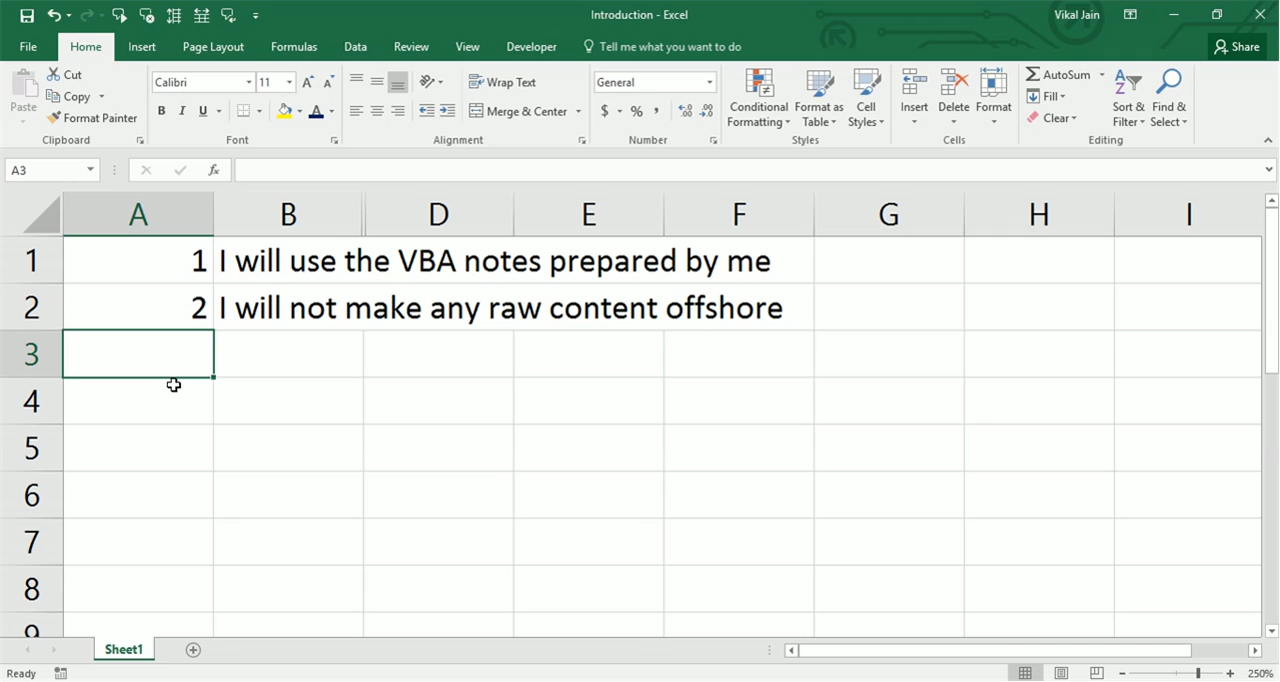 Introduction - Excel
Vikal Jain
File Home Insert Page Layout Formulas Data Review View Developer Tell me what you want to do Share
Paste
Cut
Copy
Format Painter
Clipboard
Calibri 11
B I U
Font
Wrap Text
Merge & Center
Alignment
General
$ % ,
Number
Conditional Formatting
Format as Table
Cell Styles
Styles
Insert
Delete
Format
Cells
AutoSum
Fill
Clear
Sort & Filter
Find & Select
Editing
A3 fx
A B D E F G H I
1 1 I will use the VBA notes prepared by me
2 2 I will not make any raw content offshore
3
4
5
6
7
8
9
Sheet1
Ready 250%